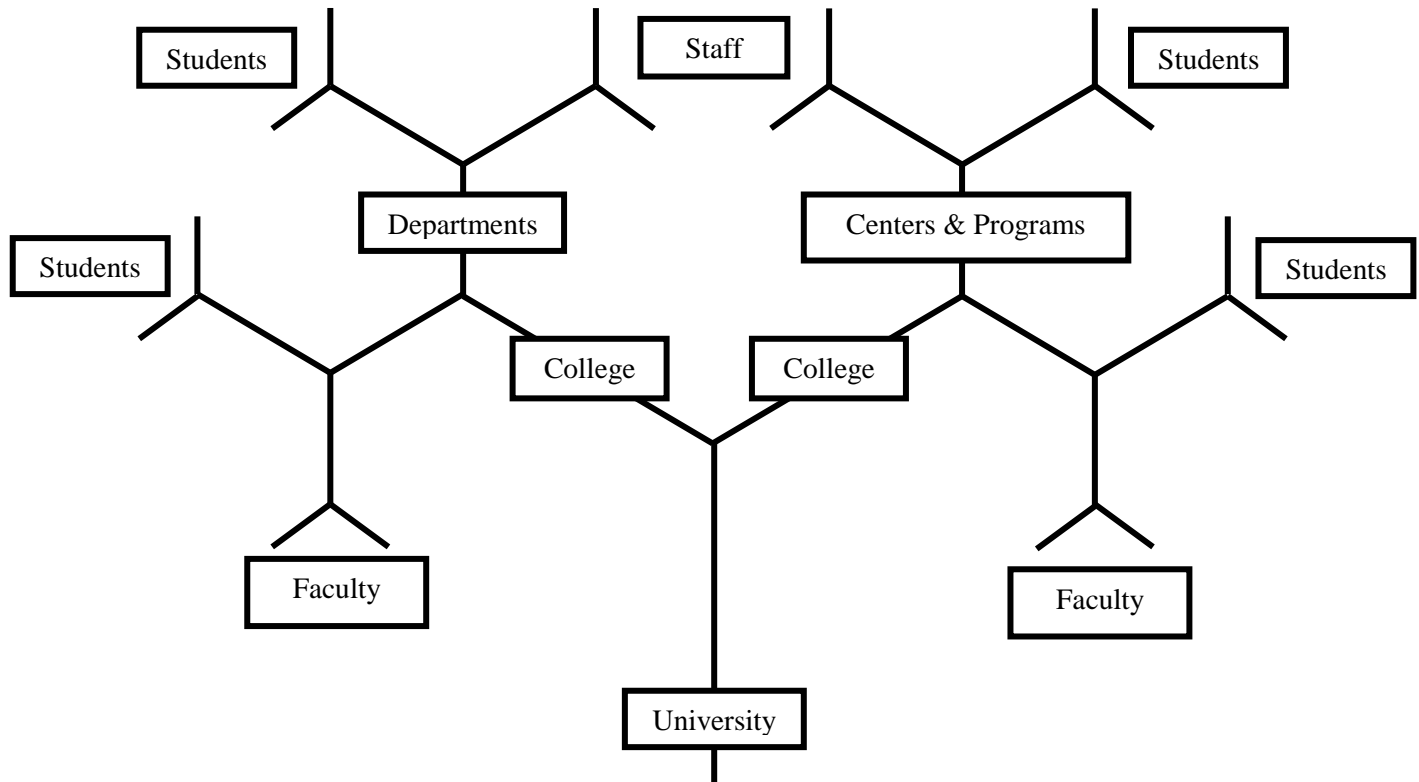 Students
Staff
Students
Departments
Centers & Programs
Students
Students
College
College
Faculty
Faculty
University